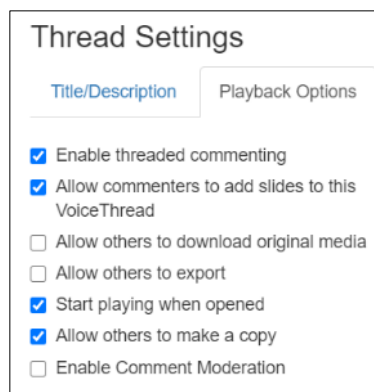 Thread Settings
Title/Description Playback Options
Enable threaded commenting
Allow commenters to add slides to this
VoiceThread
Allow others to download original media
Allow others to export
Start playing when opened
Allow others to make a copy
Enable Comment Moderation